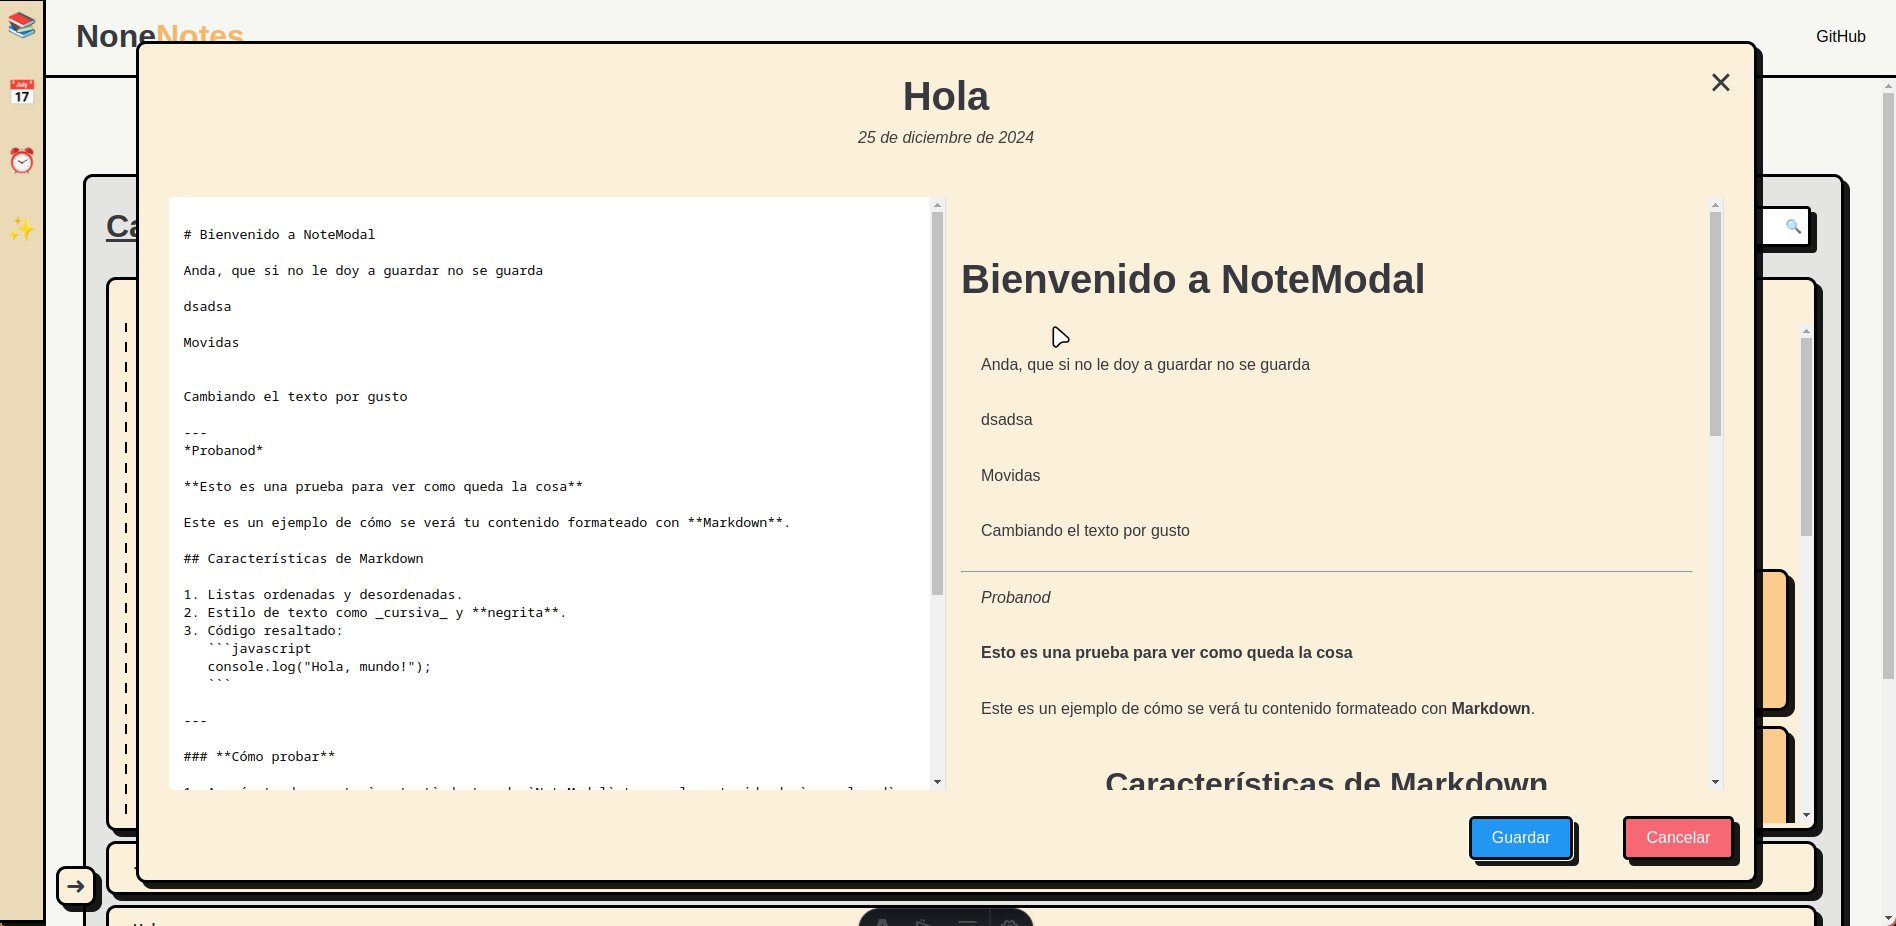 NoneNotes
GitHub
Hola
25 de diciembre de 2024
Ca
# Bienvenido a NoteModal
Anda, que si no le doy a guardar no se guarda
dsadsa
Movidas
Cambiando el texto por gusto
---
*Probanod*
**Esto es una prueba para ver como queda la cosa**
Este es un ejemplo de cómo se verá tu contenido formateado con **Markdown**.
## Características de Markdown
1. Listas ordenadas y desordenadas.
2. Estilo de texto como _cursiva_ y **negrita**.
3. Código resaltado:
```javascript
console.log("Hola, mundo!");
```
---
### **Cómo probar**
Bienvenido a NoteModal
Anda, que si no le doy a guardar no se guarda
dsadsa
Movidas
Cambiando el texto por gusto
Probanod
Esto es una prueba para ver como queda la cosa
Este es un ejemplo de cómo se verá tu contenido formateado con Markdown.
Características de Markdown
Guardar
Cancelar